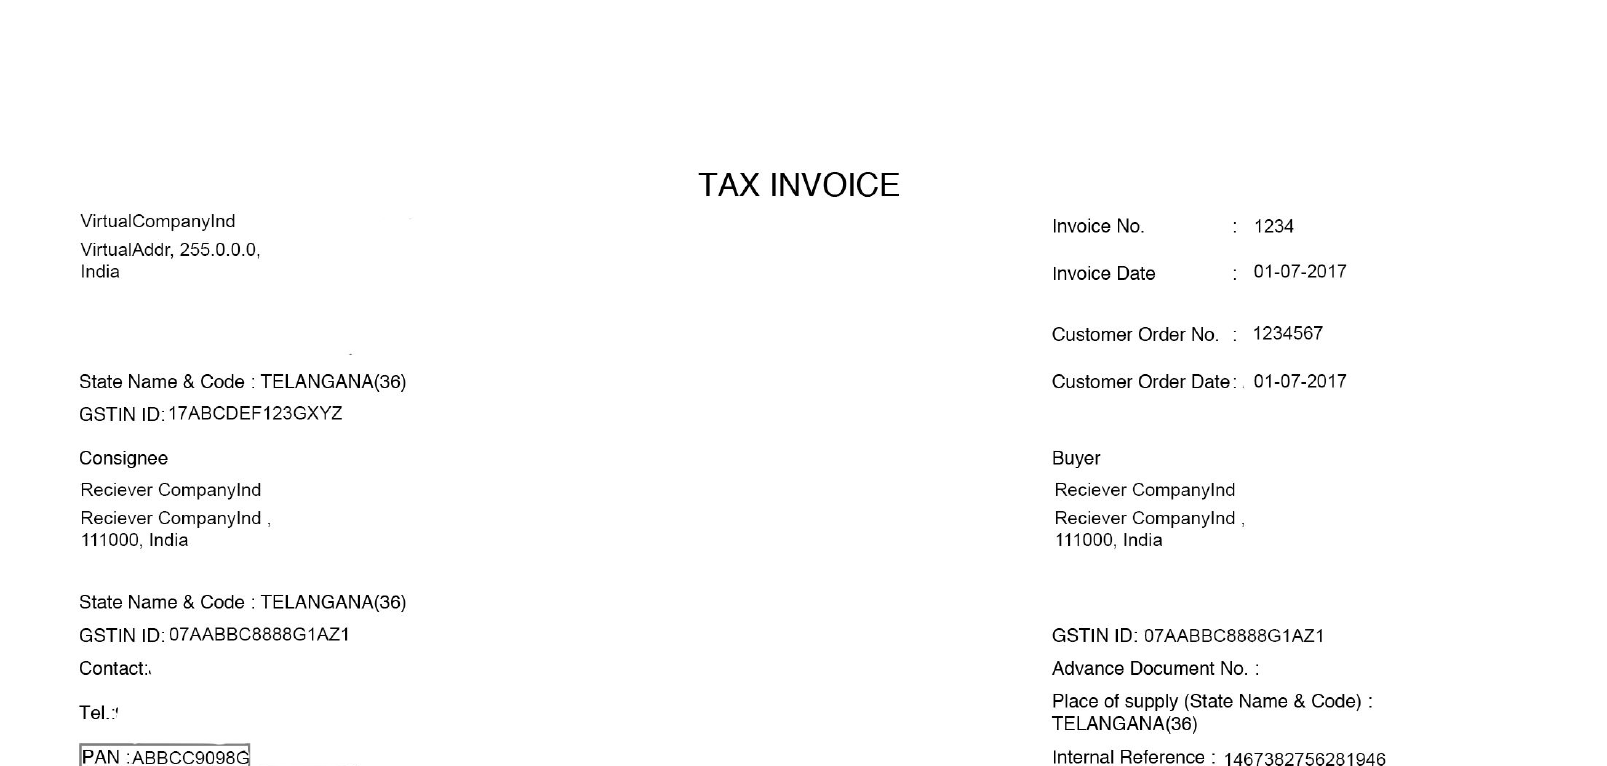 TAX INVOICE
VirtualCompanyInd
VirtualAddr, 255.0.0.0,
India
Invoice No. : 1234
Invoice Date : 01-07-2017
Customer Order No. : 1234567
Customer Order Date : 01-07-2017
State Name & Code : TELANGANA(36)
GSTIN ID: 17ABCDEF123GXYZ
Consignee
Reciever CompanyInd
Reciever CompanyInd ,
111000, India
State Name & Code : TELANGANA(36)
GSTIN ID: 07AABBC8888G1AZ1
Contact:
Tel.:
PAN :ABBCC9098G
Buyer
Reciever CompanyInd
Reciever CompanyInd ,
111000, India
GSTIN ID: 07AABBC8888G1AZ1
Advance Document No. :
Place of supply (State Name & Code) :
TELANGANA(36)
Internal Reference : 1467382756281946